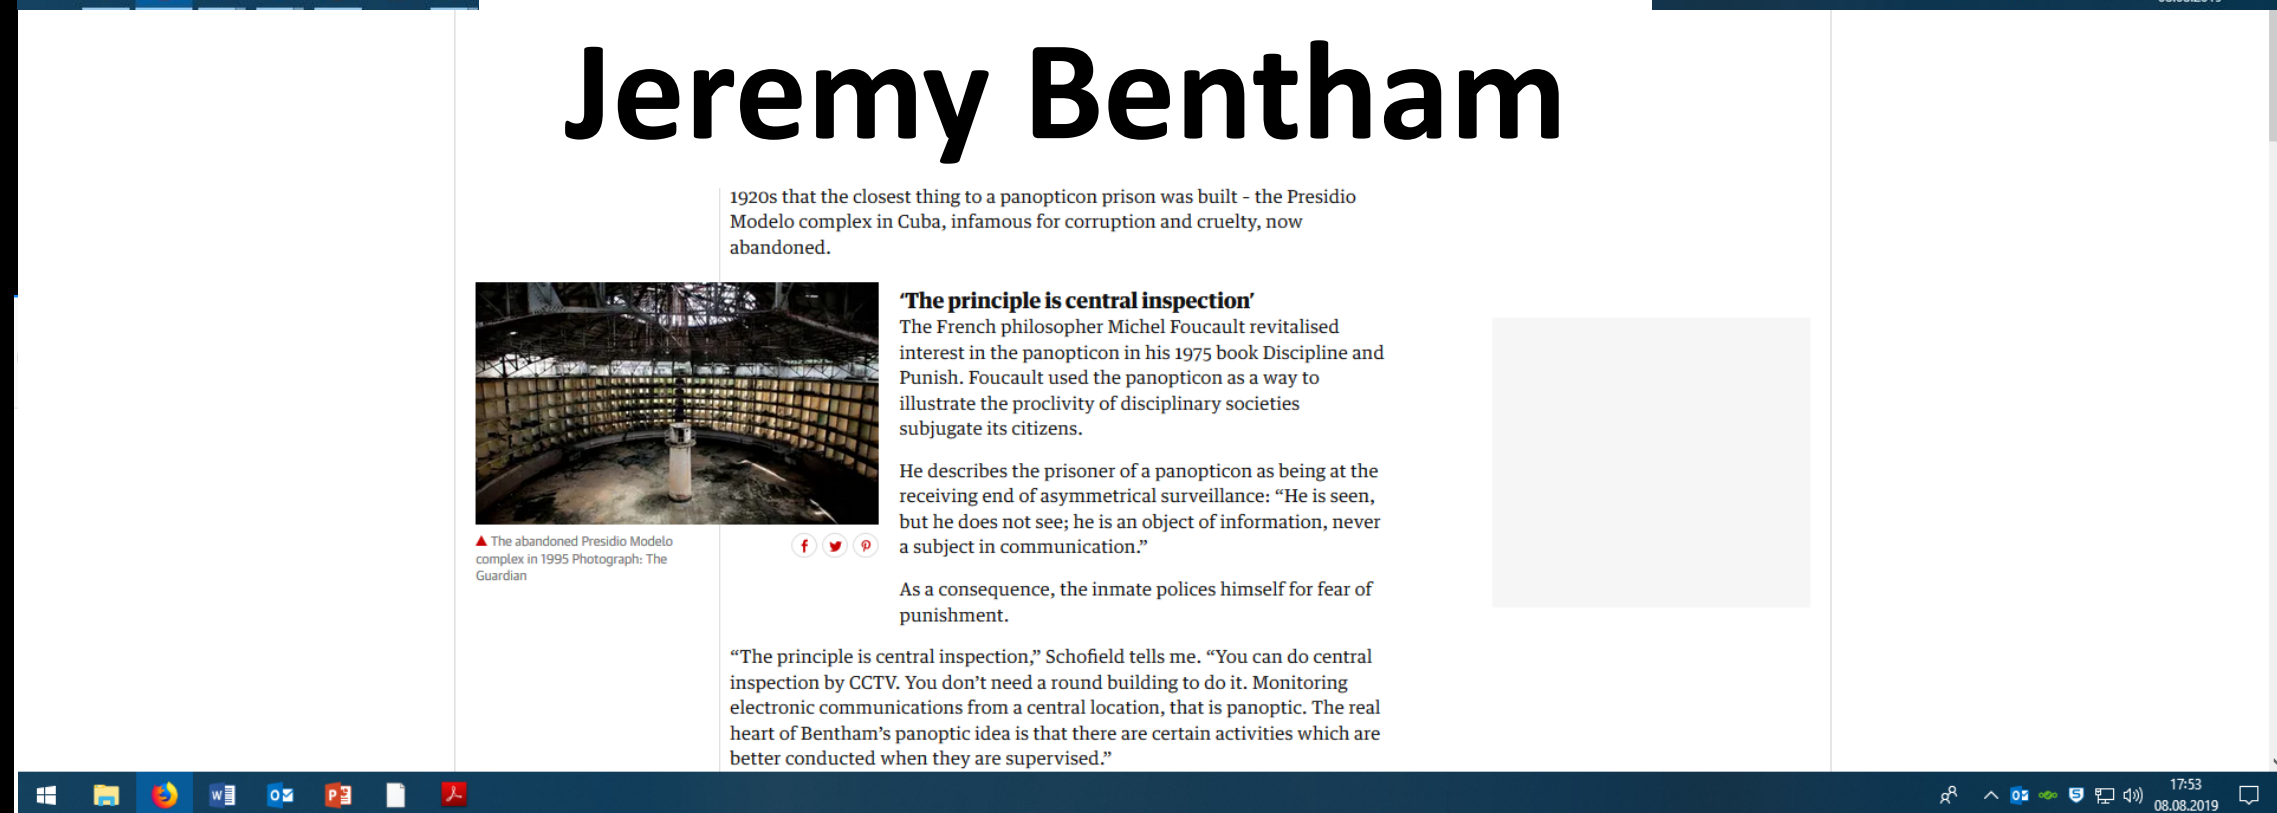 Jeremy Bentham
1920s that the closest thing to a panopticon prison was built – the Presidio
Modelo complex in Cuba, infamous for corruption and cruelty, now
abandoned.
‘The principle is central inspection’
The French philosopher Michel Foucault revitalised
interest in the panopticon in his 1975 book Discipline and
Punish. Foucault used the panopticon as a way to
illustrate the proclivity of disciplinary societies
subjugate its citizens.
He describes the prisoner of a panopticon as being at the
receiving end of asymmetrical surveillance: “He is seen,
but he does not see; he is an object of information, never
a subject in communication.”
As a consequence, the inmate polices himself for fear of
punishment.
The abandoned Presidio Modelo
complex in 1995 Photograph: The
Guardian
“The principle is central inspection,” Schofield tells me. “You can do central
inspection by CCTV. You don’t need a round building to do it. Monitoring
electronic communications from a central location, that is panoptic. The real
heart of Bentham’s panoptic idea is that there are certain activities which are
better conducted when they are supervised.”
17:53
08.08.2019